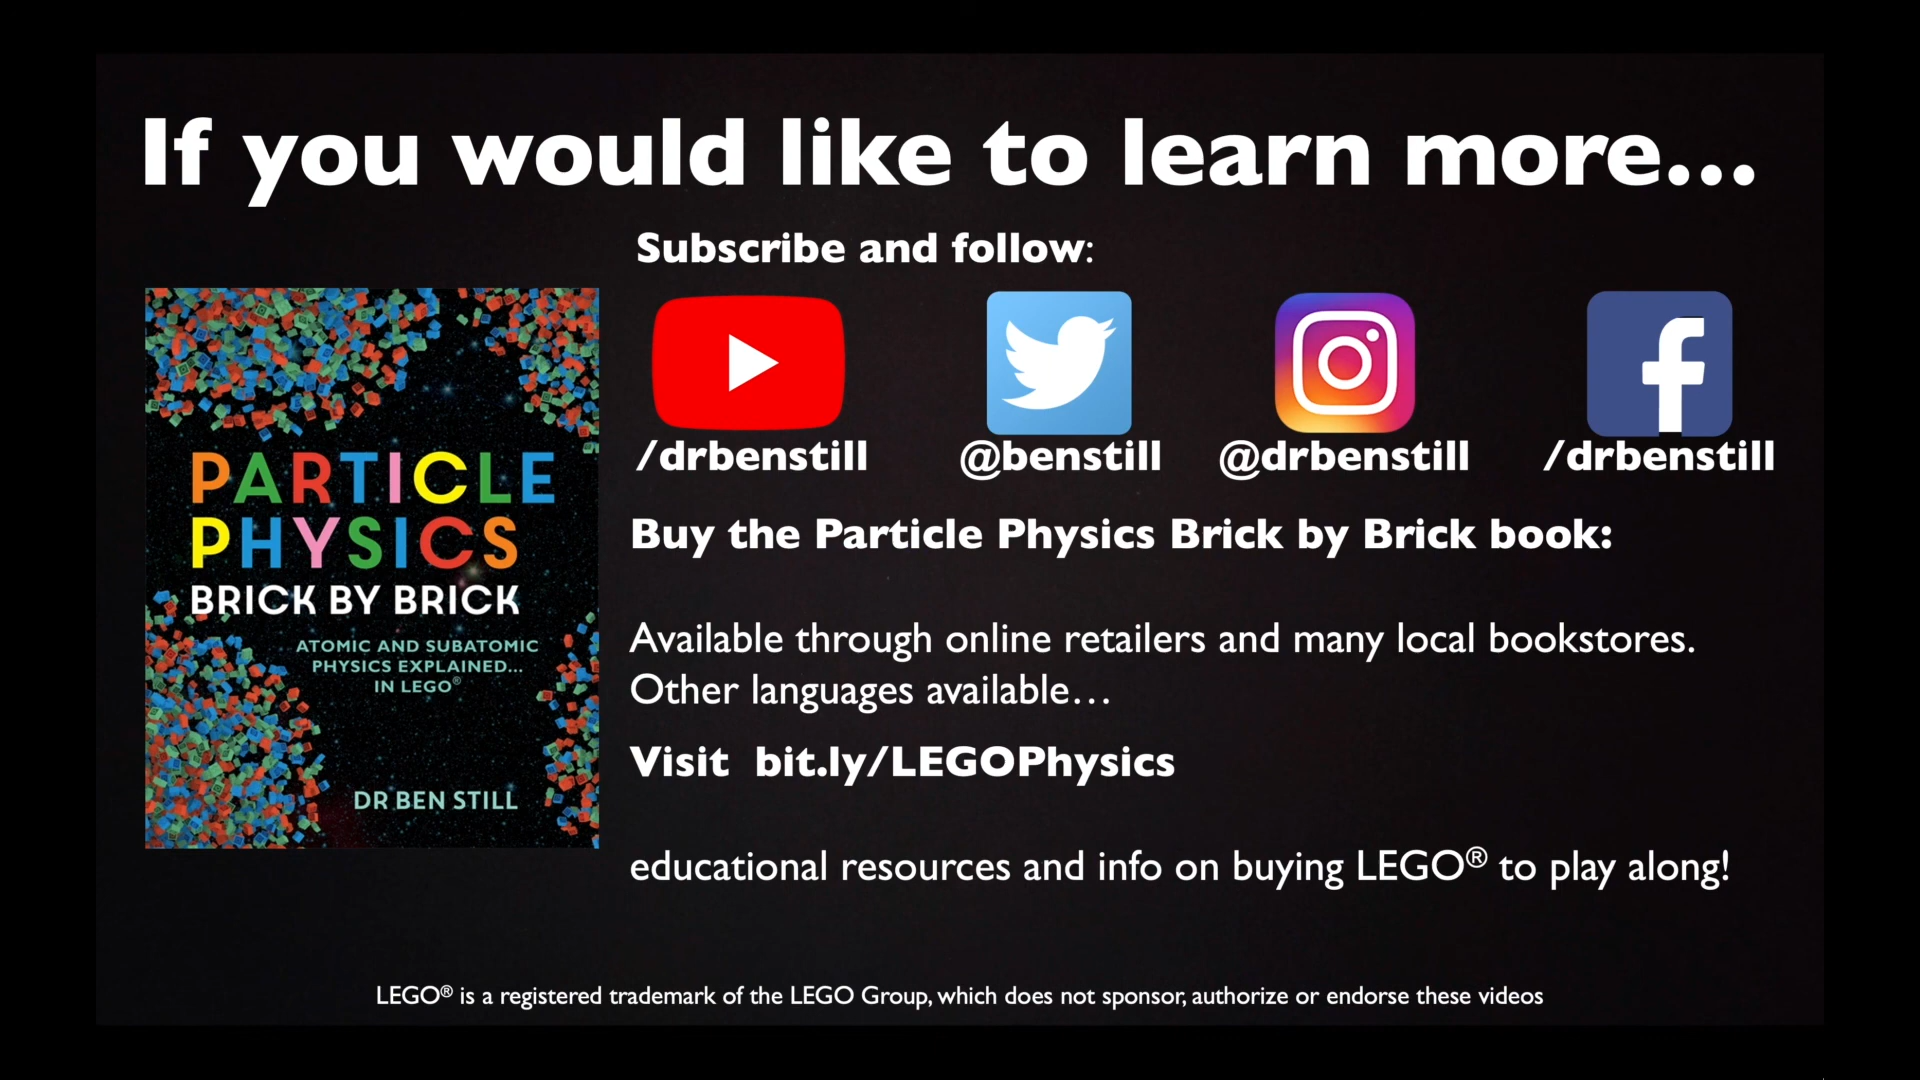 If you would like to learn more...
Subscribe and follow:
/drbenstill @benstill @drbenstill /drbenstill
PARTICLE
PHYSICS
BRICK BY BRICK
ATOMIC AND SUBATOMIC
PHYSICS EXPLAINED...
IN LEGO®
DR BEN STILL
Buy the Particle Physics Brick by Brick book:
Available through online retailers and many local bookstores.
Other languages available...
Visit bit.ly/LEGOPhysics
educational resources and info on buying LEGO® to play along!
LEGO® is a registered trademark of the LEGO Group, which does not sponsor, authorize or endorse these videos